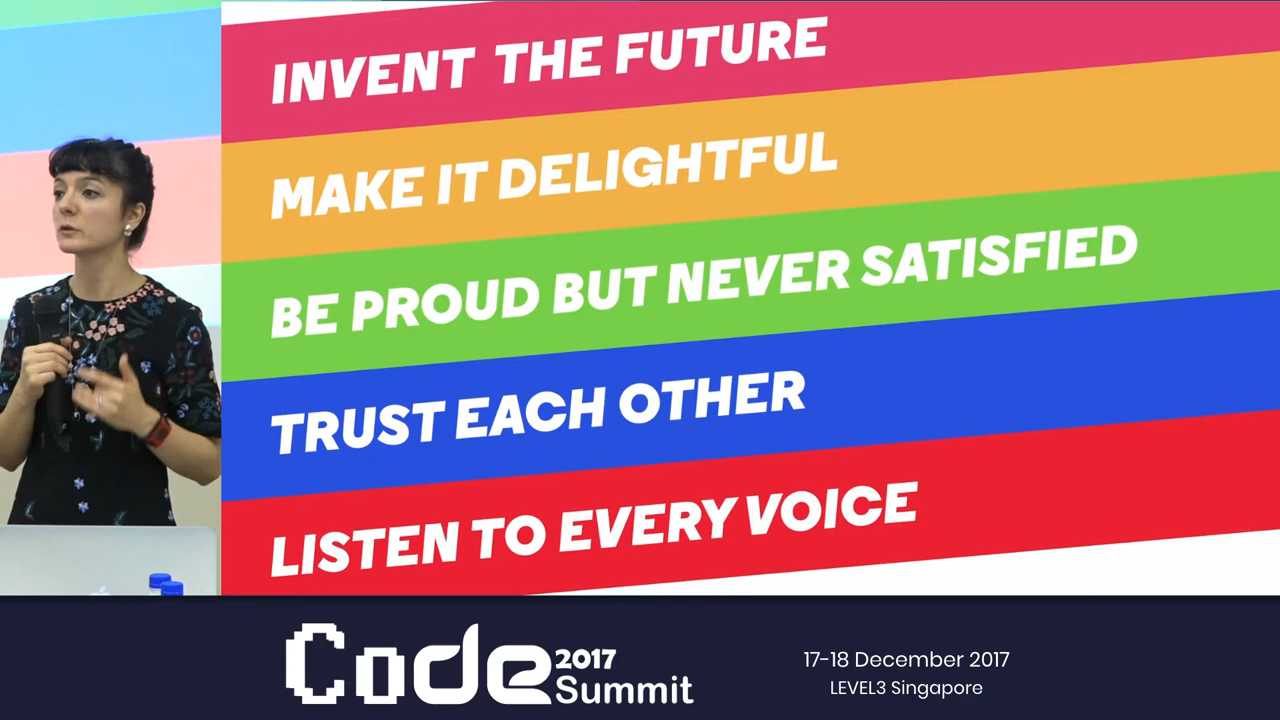 INVENT THE FUTURE
MAKE IT DELIGHTFUL
BE PROUD BUT NEVER SATISFIED
TRUST EACH OTHER
LISTEN TO EVERY VOICE
Code 2017 Summit
17-18 December 2017
LEVEL3 Singapore